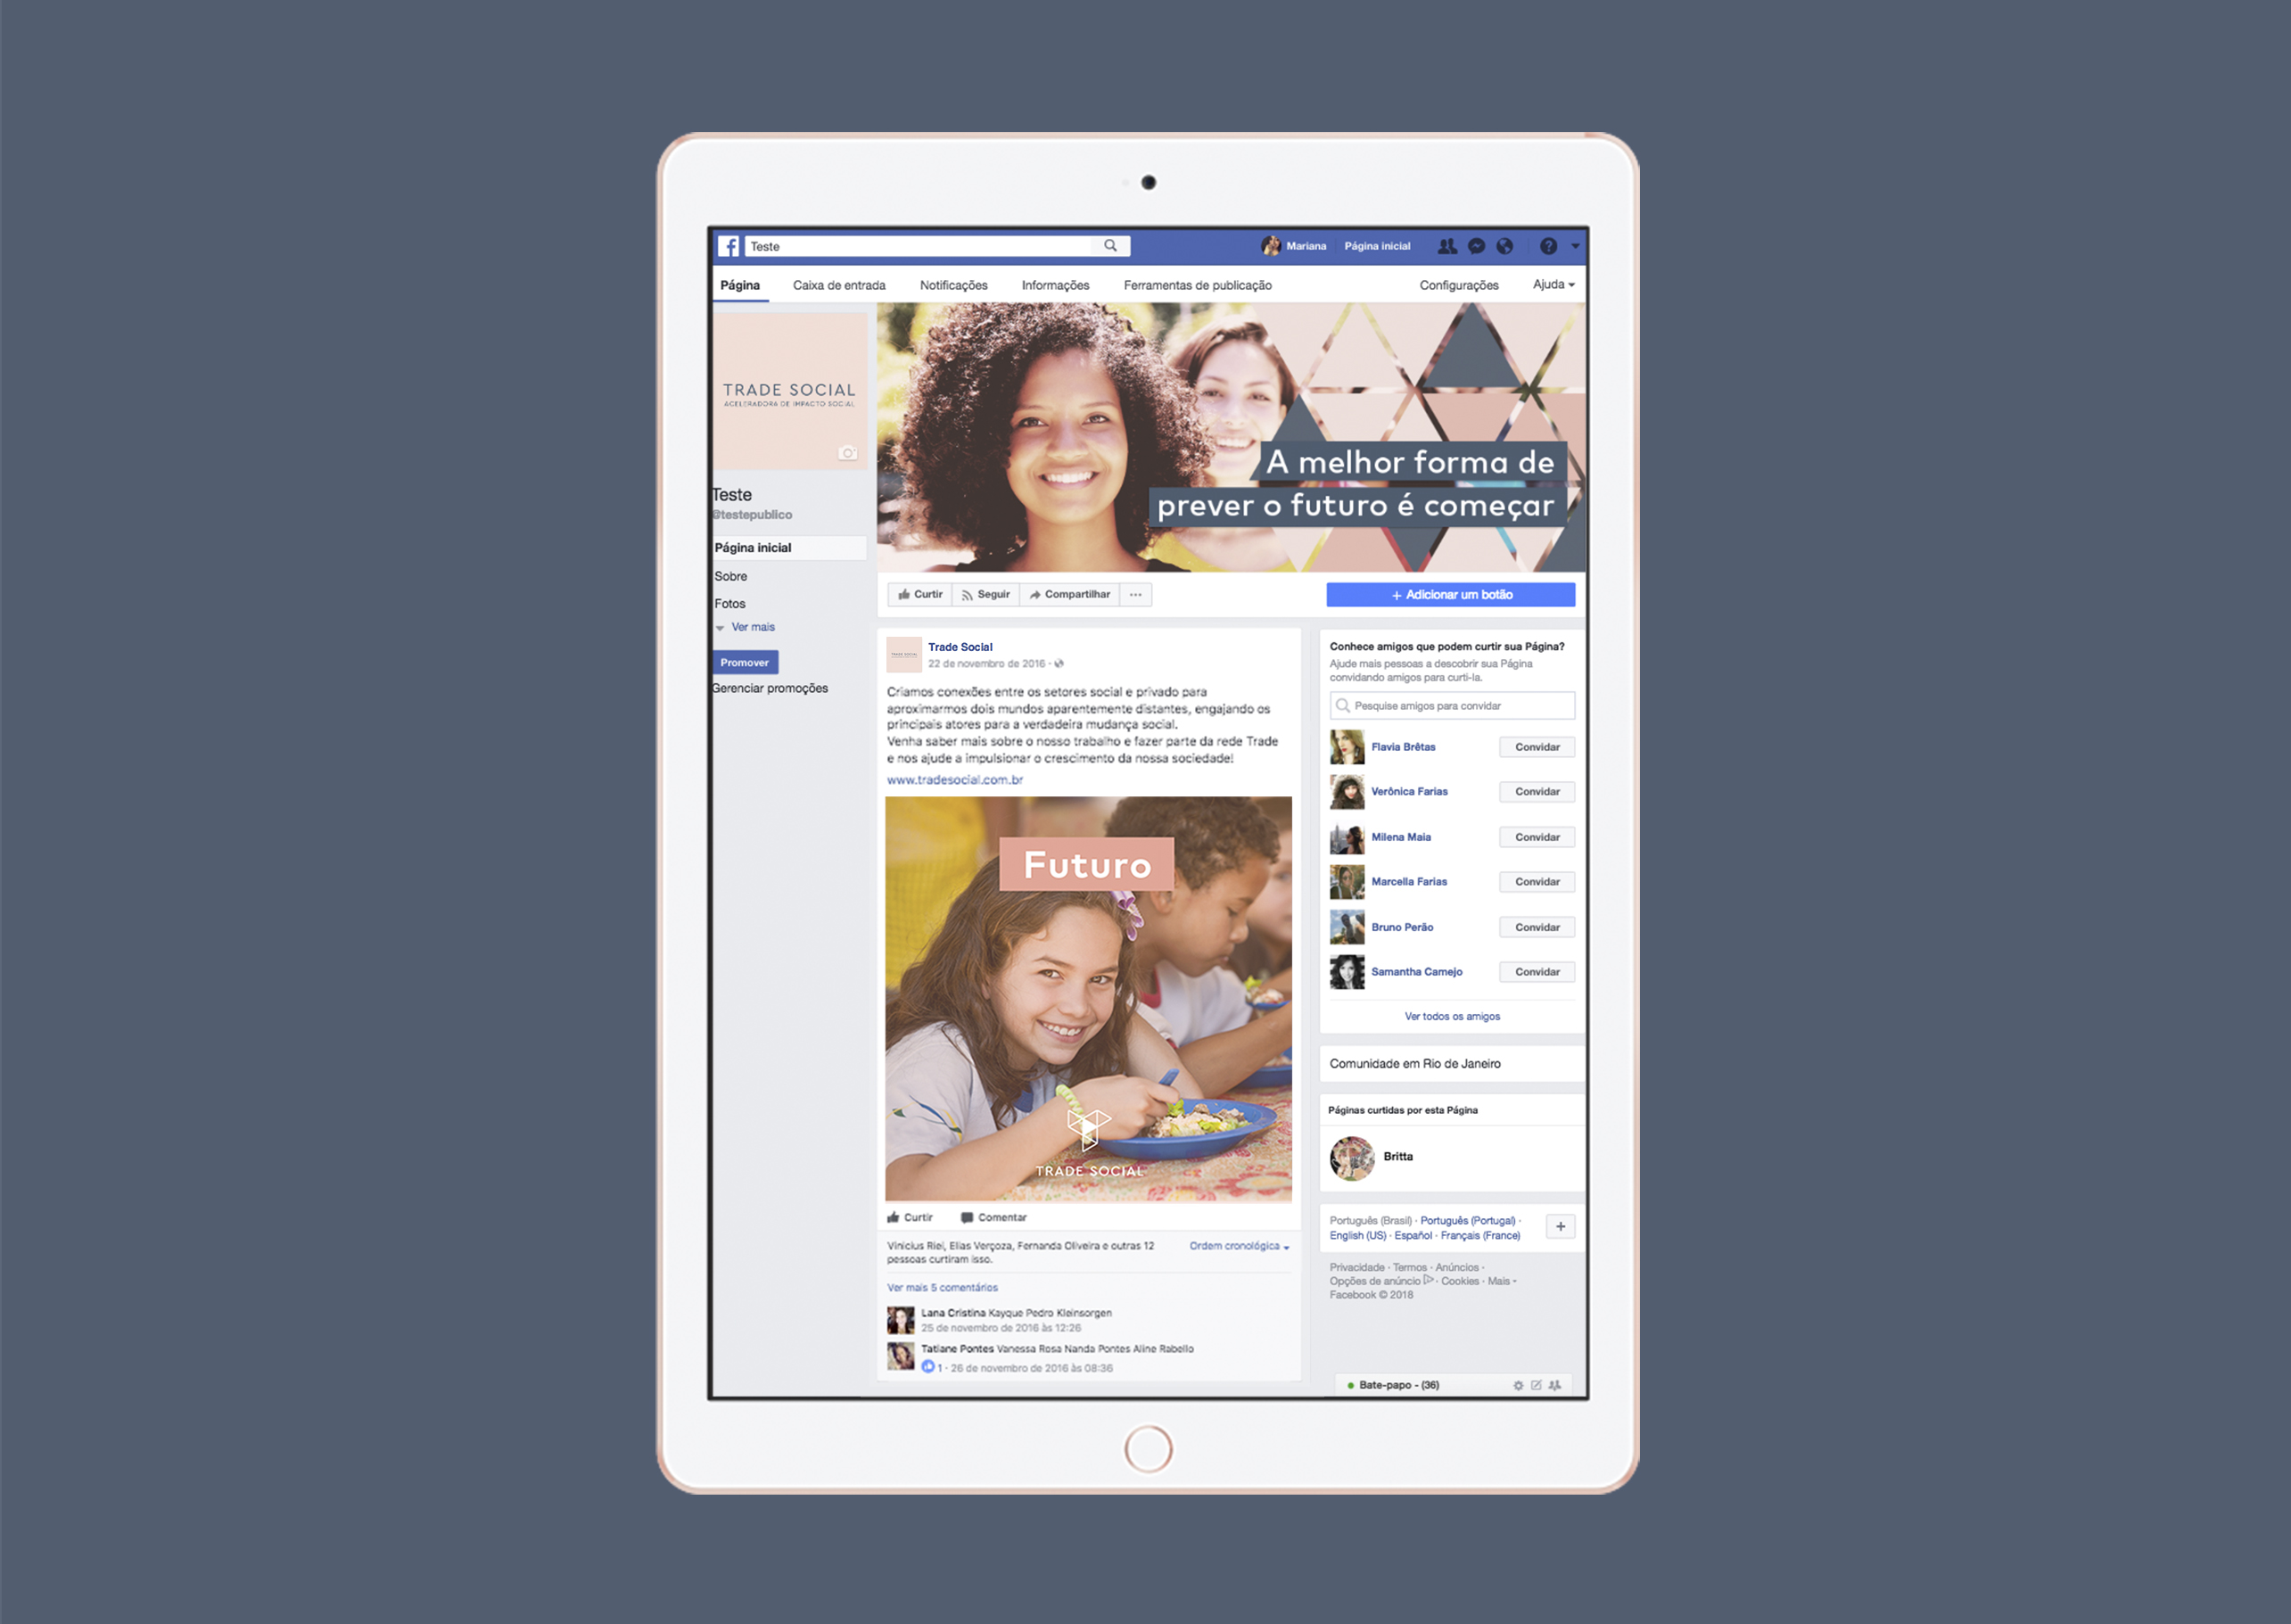 Teste
Mariana
Página inicial
Página
Caixa de entrada
Notificações
Informações
Ferramentas de publicação
Configurações
Ajuda
TRADE SOCIAL
ACELERADORA DE IMPACTO SOCIAL
Teste
@testepublico
Página inicial
Sobre
Fotos
Ver mais
Promover
Gerenciar promoções
A melhor forma de
prever o futuro é começar
Curtir
Seguir
Compartilhar
+ Adicionar um botão
TRADE SOCIAL
Trade Social
22 de novembro de 2016 ·
Criamos conexões entre os setores social e privado para
aproximarmos dois mundos aparentemente distantes, engajando os
principais atores para a verdadeira mudança social.
Venha saber mais sobre o nosso trabalho e fazer parte da rede Trade
e nos ajude a impulsionar o crescimento da nossa sociedade!
www.tradesocial.com.br
Futuro
TRADE SOCIAL
Curtir
Comentar
Vinicius Riei, Elias Verçoza, Fernanda Oliveira e outras 12
pessoas curtiram isso.
Ordem cronológica
Ver mais 5 comentários
Lana Cristina Kayque Pedro Kleinsorgen
25 de novembro de 2016 às 12:26
Tatiane Pontes Vanessa Rosa Nanda Pontes Aline Rabello
1 · 26 de novembro de 2016 às 08:36
Conhece amigos que podem curtir sua Página?
Ajude mais pessoas a descobrir sua Página
convidando amigos para curti-la.
Pesquise amigos para convidar
Flavia Brêtas
Convidar
Verônica Farias
Convidar
Milena Maia
Convidar
Marcella Farias
Convidar
Bruno Perão
Convidar
Samantha Camejo
Convidar
Ver todos os amigos
Comunidade em Rio de Janeiro
Páginas curtidas por esta Página
Britta
Português (Brasil) · Português (Portugal) ·
English (US) · Español · Français (France)
+
Privacidade · Termos · Anúncios ·
Opções de anúncio · Cookies · Mais
Facebook © 2018
Bate-papo - (36)